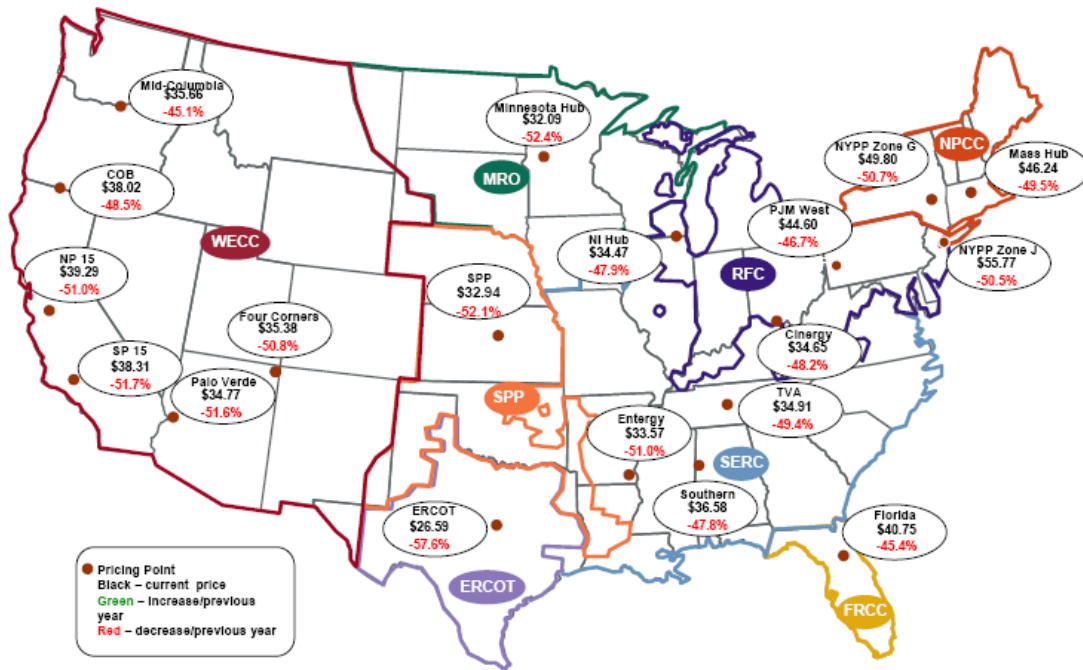 Mid-Columbia
$35.66
-45.1%
Minnesota Hub
$32.09
-52.4%
NYPP Zone G
$49.80
-50.7%
NPCC
Mass Hub
$46.24
-49.5%
COB
$38.02
-48.5%
MRO
PJM West
$44.60
-46.7%
WECC
NP 15
$39.29
-51.0%
NI Hub
$34.47
-47.9%
RFC
NYPP Zone J
$55.77
-50.5%
SPP
$32.94
-52.1%
Four Corners
$35.38
-50.8%
Cinergy
$34.65
-48.2%
SP 15
$38.31
-51.7%
Palo Verde
$34.77
-51.6%
SPP
TVA
$34.91
-49.4%
Entergy
$33.57
-51.0%
SERC
Southern
$36.58
-47.8%
ERCOT
$26.59
-57.6%
Florida
$40.75
-45.4%
ERCOT
FRCC
Pricing Point
Black – current price
Green – Increase/previous
year
Red – decrease/previous year